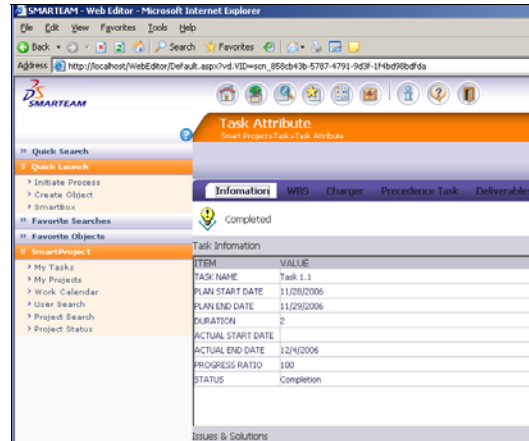 SMARTEAM - Web Editor - Microsoft Internet Explorer
File Edit View Favorites Tools Help
Back Search Favorites
Address http://localhost/WebEditor/Default.aspx?vd.VID=scn_858cb43b-5787-4791-9d3f-1f4bd98bdfda
SMARTEAM
Task Attribute
Smart Project>Task>Task Attribute
Quick Search
Quick Launch
Initiate Process
Create Object
SmartBox
Favorite Searches
Favorite Objects
SmartProject
My Tasks
My Projects
Work Calendar
User Search
Project Search
Project Status
Infomation WBS Charger Precedence Task Deliverable
Completed
Task Infomation
ITEM VALUE
TASK NAME Task 1.1
PLAN START DATE 11/28/2006
PLAN END DATE 11/29/2006
DURATION 2
ACTUAL START DATE
ACTUAL END DATE 12/4/2006
PROGRESS RATIO 100
STATUS Completion
Issues & Solutions